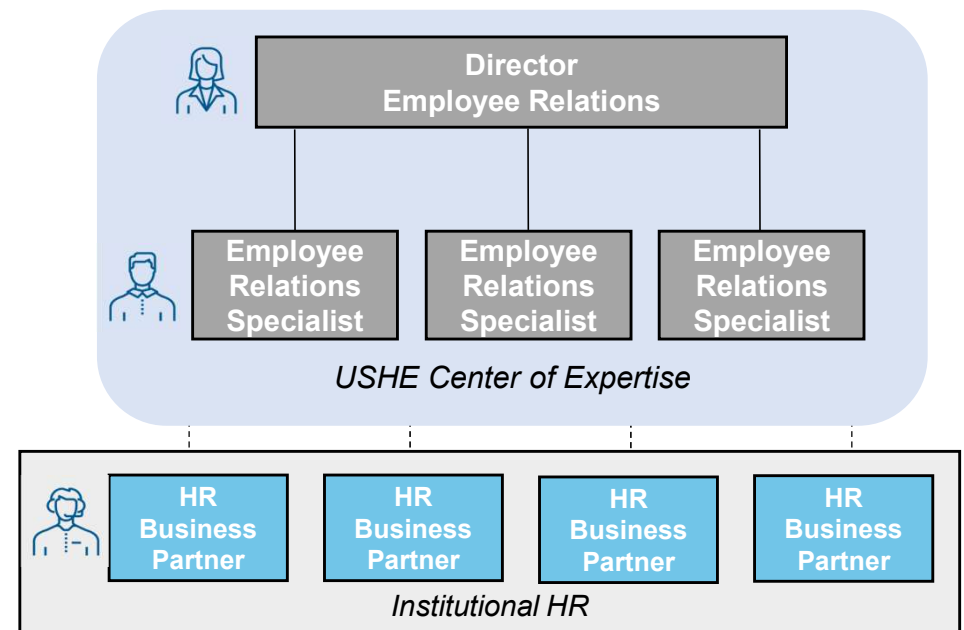 Director
Employee Relations
Employee
Relations
Specialist
Employee
Relations
Specialist
Employee
Relations
Specialist
USHE Center of Expertise
HR
Business
Partner
HR
Business
Partner
HR
Business
Partner
HR
Business
Partner
Institutional HR